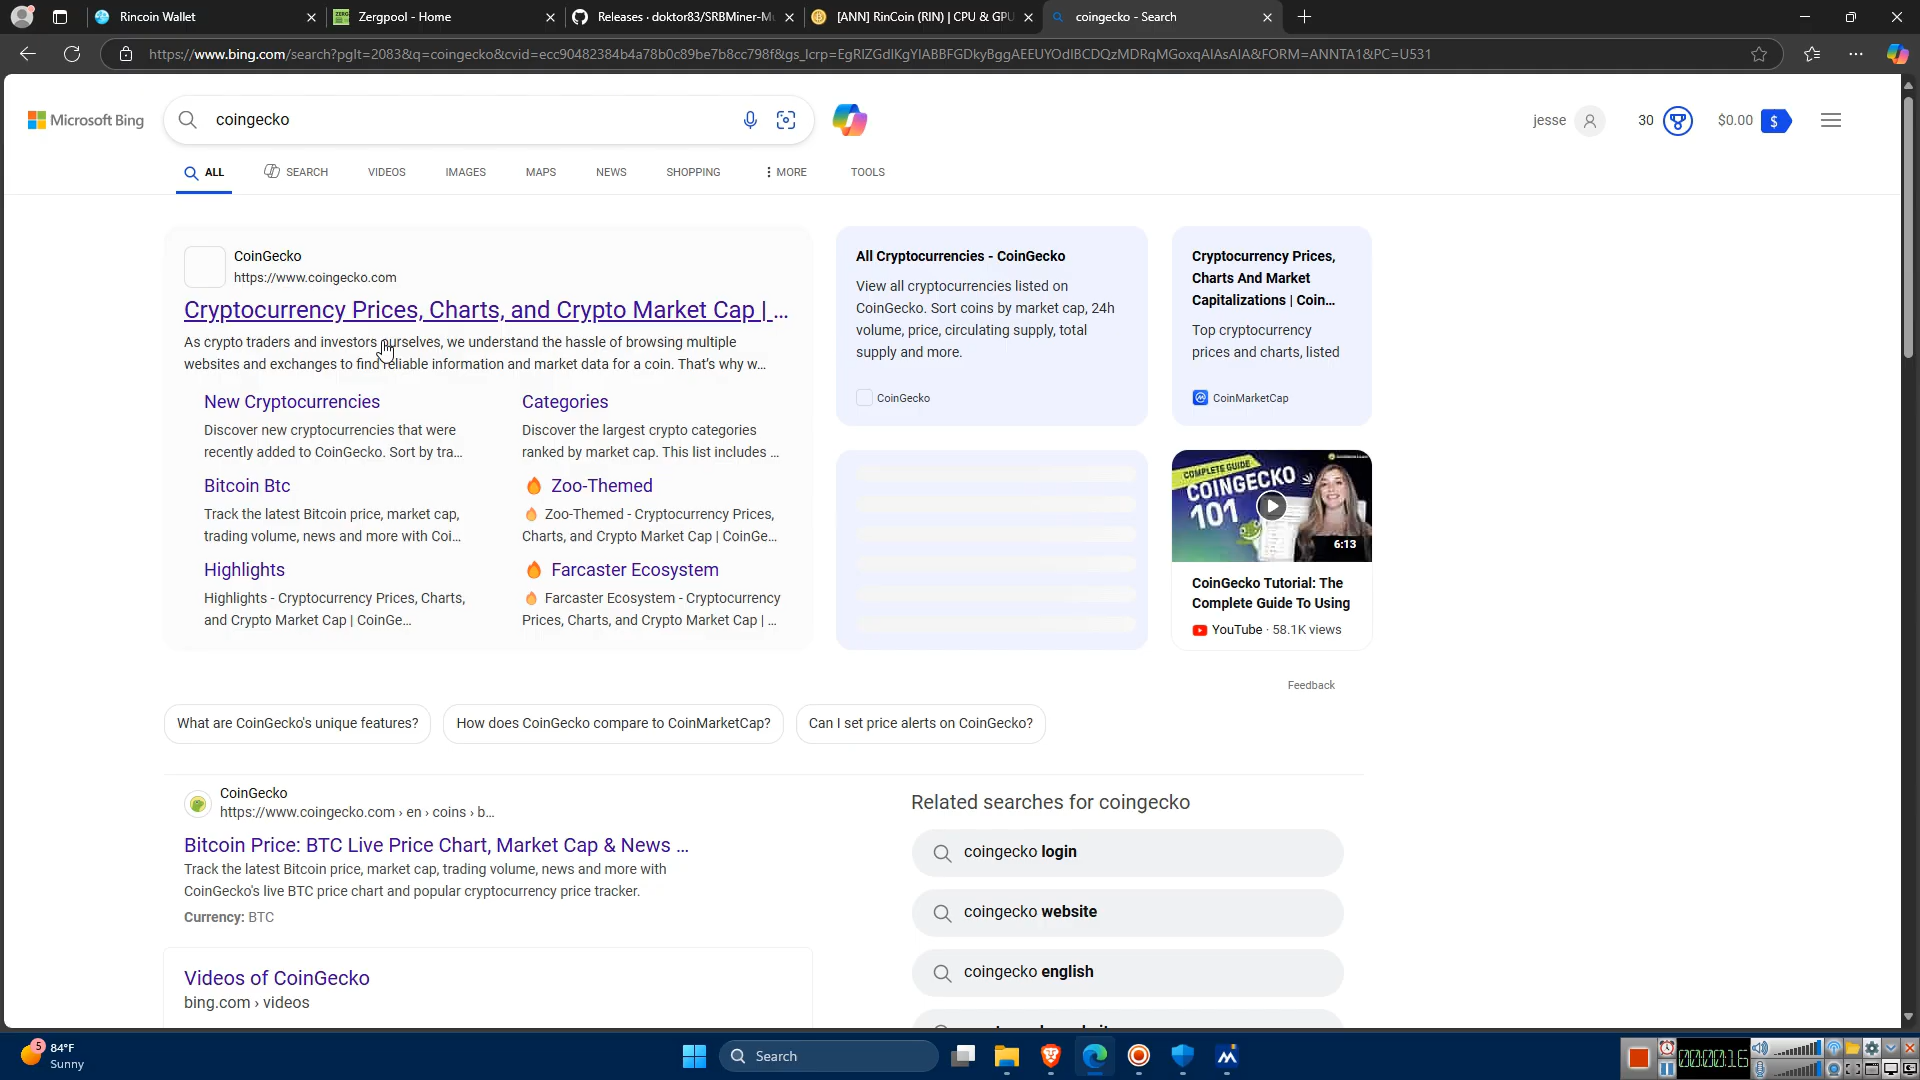 Rincoin Wallet
Zergpool - Home
Releases · doktor83/SRBMiner-M
[ANN] RinCoin (RIN) | CPU & GPU
coingecko - Search
https://www.bing.com/search?pglt=2083&q=coingecko&cvid=ecc90482384b4a78b0c89be7b8cc798f&gs_lcrp=EgRlZGdlKgYIABBFGDkyBggAEEUYOdIBCDQzMDRqMGoxqAIAsAIA&FORM=ANNTA1&PC=U531
Microsoft Bing
coingecko
jesse
30
$0.00
$
ALL
SEARCH
VIDEOS
IMAGES
MAPS
NEWS
SHOPPING
MORE
TOOLS
CoinGecko
https://www.coingecko.com
Cryptocurrency Prices, Charts, and Crypto Market Cap | ...
As crypto traders and investors ourselves, we understand the hassle of browsing multiple
websites and exchanges to find reliable information and market data for a coin. That's why w...
New Cryptocurrencies
Discover new cryptocurrencies that were
recently added to CoinGecko. Sort by tra...
Categories
Discover the largest crypto categories
ranked by market cap. This list includes ...
Bitcoin Btc
Track the latest Bitcoin price, market cap,
trading volume, news and more with Coi...
Zoo-Themed
Zoo-Themed - Cryptocurrency Prices,
Charts, and Crypto Market Cap | CoinGe...
Highlights
Highlights - Cryptocurrency Prices, Charts,
and Crypto Market Cap | CoinGe...
Farcaster Ecosystem
Farcaster Ecosystem - Cryptocurrency
Prices, Charts, and Crypto Market Cap | ...
All Cryptocurrencies - CoinGecko
View all cryptocurrencies listed on
CoinGecko. Sort coins by market cap, 24h
volume, price, circulating supply, total
supply and more.
CoinGecko
Cryptocurrency Prices,
Charts And Market
Capitalizations | Coin...
Top cryptocurrency
prices and charts, listed
CoinMarketCap
COMPLETE GUIDE
COINGECKO
101
6:13
CoinGecko Tutorial: The
Complete Guide To Using
YouTube · 58.1K views
Feedback
What are CoinGecko's unique features?
How does CoinGecko compare to CoinMarketCap?
Can I set price alerts on CoinGecko?
CoinGecko
https://www.coingecko.com › en › coins › b...
Bitcoin Price: BTC Live Price Chart, Market Cap & News ...
Track the latest Bitcoin price, market cap, trading volume, news and more with
CoinGecko's live BTC price chart and popular cryptocurrency price tracker.
Currency: BTC
Videos of CoinGecko
bing.com › videos
Related searches for coingecko
coingecko login
coingecko website
coingecko english
5
84°F
Sunny
Search
00:00:16